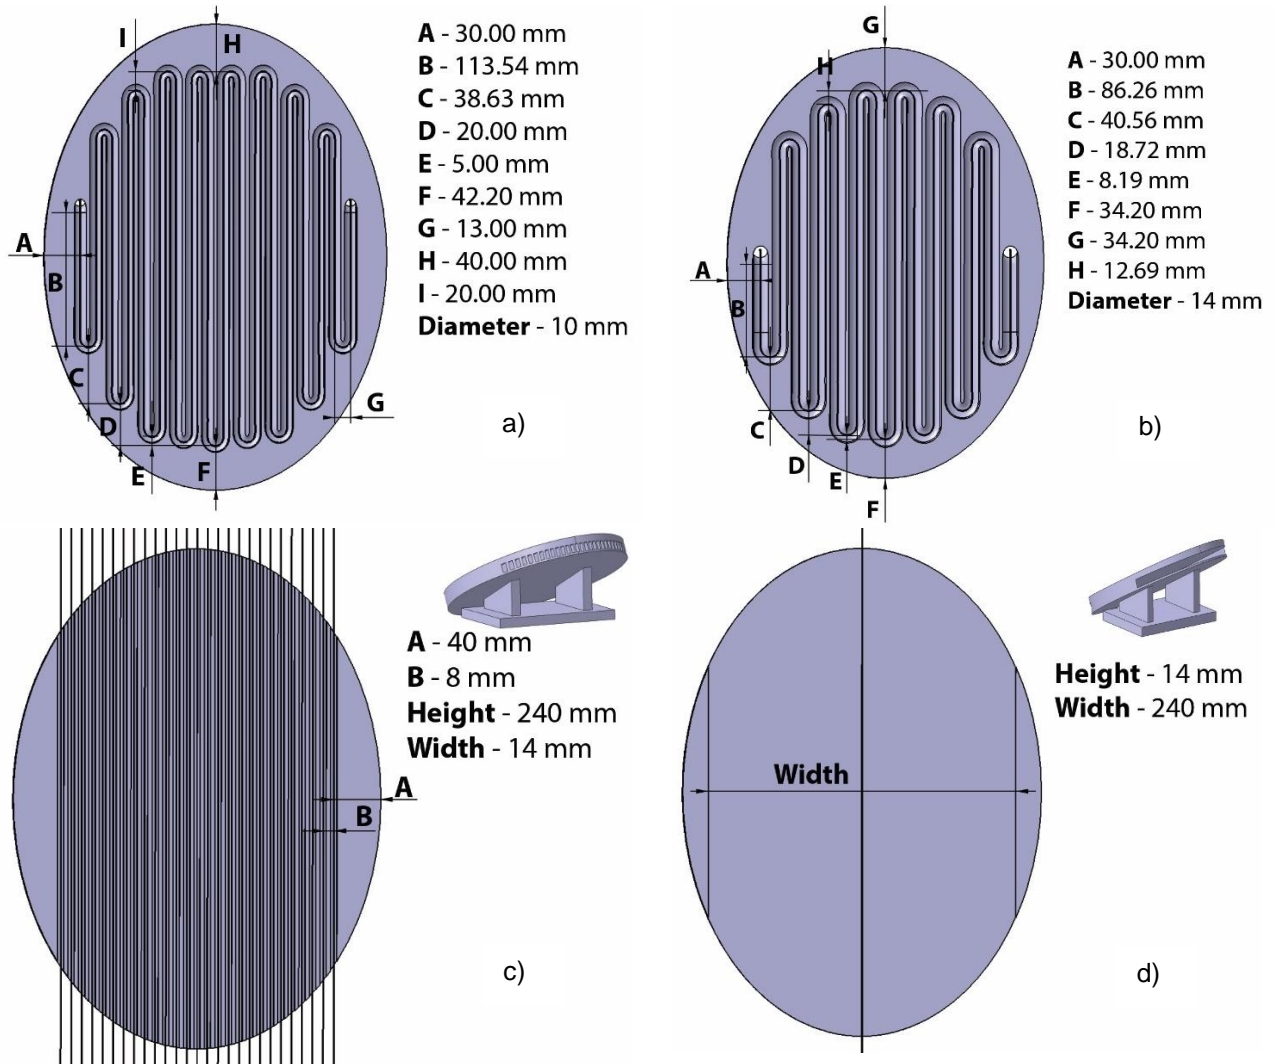 I
H
A
B
C
D
E
F
G
A - 30.00 mm
B - 113.54 mm
C - 38.63 mm
D - 20.00 mm
E - 5.00 mm
F - 42.20 mm
G - 13.00 mm
H - 40.00 mm
I - 20.00 mm
Diameter - 10 mm
a)
G
H
A
B
C
D
E
F
A - 30.00 mm
B - 86.26 mm
C - 40.56 mm
D - 18.72 mm
E - 8.19 mm
F - 34.20 mm
G - 34.20 mm
H - 12.69 mm
Diameter - 14 mm
b)
A - 40 mm
B - 8 mm
Height - 240 mm
Width - 14 mm
A
B
c)
Height - 14 mm
Width - 240 mm
Width
d)